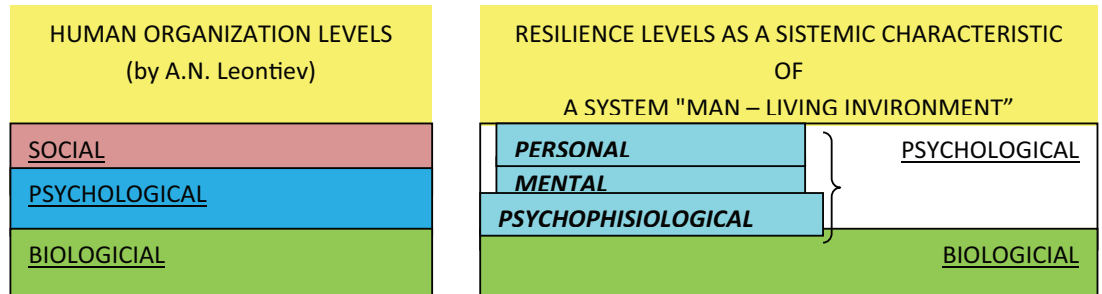 HUMAN ORGANIZATION LEVELS
(by A.N. Leontiev)
SOCIAL
PSYCHOLOGICAL
BIOLOGICIAL
RESILIENCE LEVELS AS A SISTEMIC CHARACTERISTIC
OF
A SYSTEM "MAN – LIVING INVIRONMENT”
PERSONAL
MENTAL
PSYCHOPHISIOLOGICAL
PSYCHOLOGICAL
BIOLOGICIAL